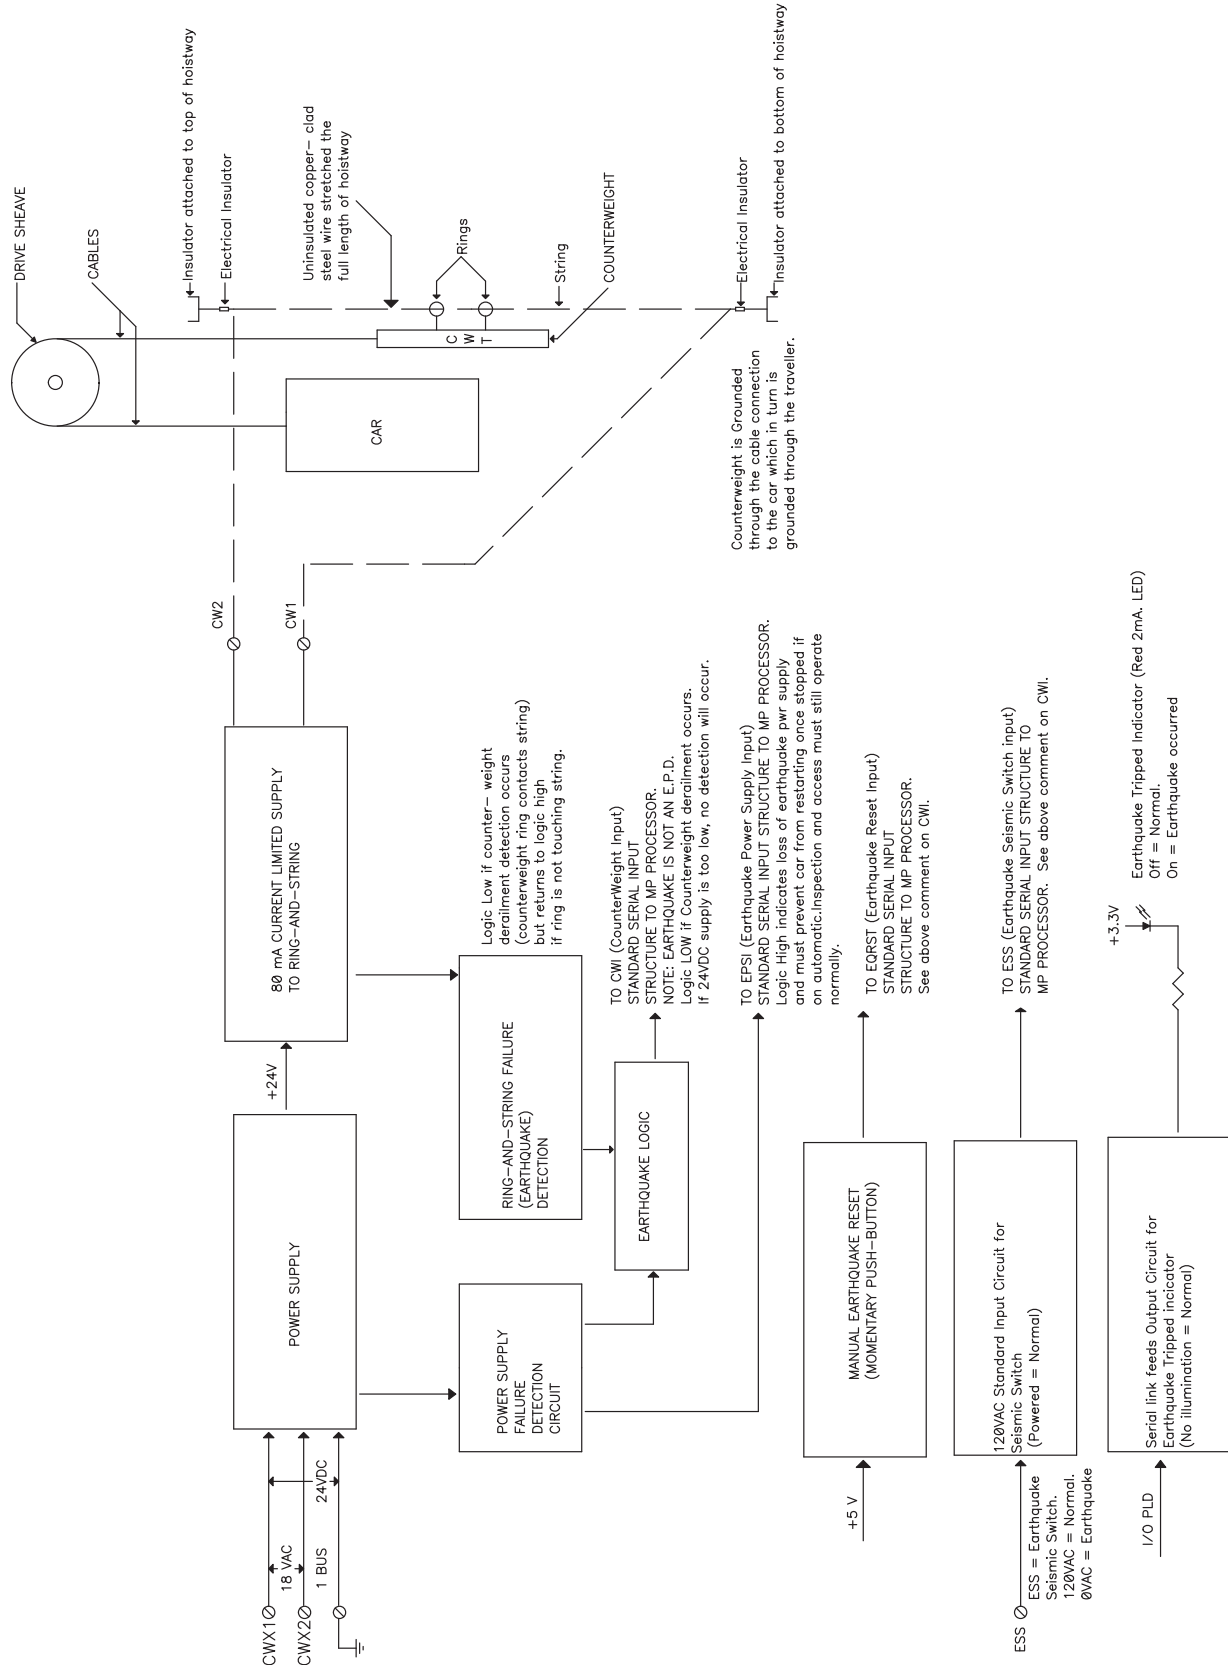 DRIVE SHEAVE
CABLES
Insulator attached to top of hoistway
Electrical Insulator
Uninsulated copper- clad
steel wire stretched the
full length of hoistway
Rings
String
COUNTERWEIGHT
Electrical Insulator
Insulator attached to bottom of hoistway
C
W
T
CAR
Counterweight is Grounded
through the cable connection
to the car which in turn is
grounded through the traveller.
CW2
CW1
80 mA CURRENT LIMITED SUPPLY
TO RING-AND-STRING
+24V
POWER SUPPLY
CWX1
CWX2
18 VAC
1 BUS
24VDC
Logic Low if counter- weight
derailment detection occurs
(counterweight ring contacts string)
but returns to logic high
if ring is not touching string.
RING-AND-STRING FAILURE
(EARTHQUAKE)
DETECTION
POWER SUPPLY
FAILURE
DETECTION
CIRCUIT
EARTHQUAKE LOGIC
TO CWI (CounterWeight Input)
STANDARD SERIAL INPUT
STRUCTURE TO MP PROCESSOR.
NOTE: EARTHQUAKE IS NOT AN E.P.D.
Logic LOW if Counterweight derailment occurs.
If 24VDC supply is too low, no detection will occur.
TO EPSI (Earthquake Power Supply Input)
STANDARD SERIAL INPUT STRUCTURE TO MP PROCESSOR.
Logic High indicates loss of earthquake pwr supply
and must prevent car from restarting once stopped if
on automatic.Inspection and access must still operate
normally.
+5 V
MANUAL EARTHQUAKE RESET
(MOMENTARY PUSH-BUTTON)
TO EQRST (Earthquake Reset Input)
STANDARD SERIAL INPUT
STRUCTURE TO MP PROCESSOR.
See above comment on CWI.
ESS
ESS = Earthquake
Seismic Switch.
120VAC = Normal.
0VAC = Earthquake
120VAC Standard Input Circuit for
Seismic Switch
(Powered = Normal)
TO ESS (Earthquake Seismic Switch input)
STANDARD SERIAL INPUT STRUCTURE TO
MP PROCESSOR. See above comment on CWI.
I/O PLD
Serial link feeds Output Circuit for
Earthquake Tripped incicator
(No illumination = Normal)
+3.3V
Earthquake Tripped Indicator (Red 2mA. LED)
Off = Normal.
On = Earthquake occurred